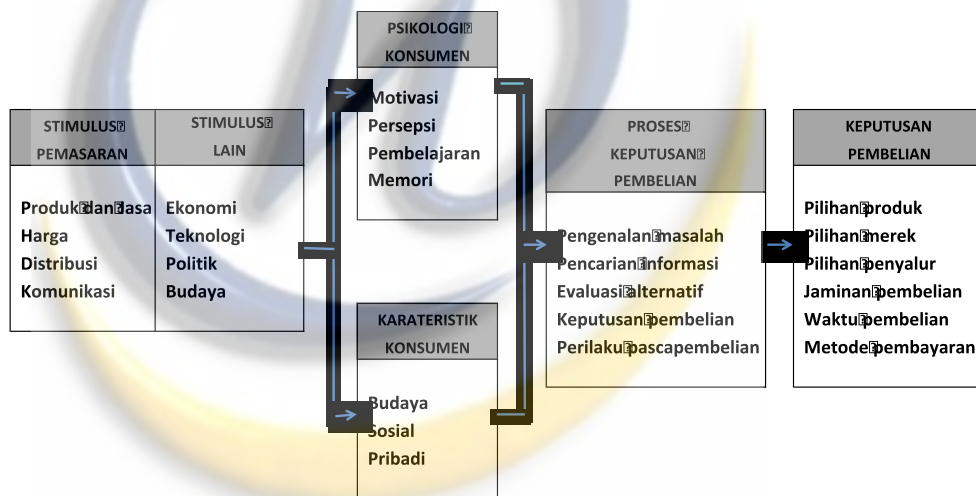 PSIKOLOGI
KONSUMEN
Motivasi
Persepsi
Pembelajaran
Memori
STIMULUS
PEMASARAN
Produk dan Jasa
Harga
Distribusi
Komunikasi
STIMULUS
LAIN
Ekonomi
Teknologi
Politik
Budaya
KARATERISTIK
KONSUMEN
Budaya
Sosial
Pribadi
PROSES
KEPUTUSAN
PEMBELIAN
Pengenalan masalah
Pencarian informasi
Evaluasi alternatif
Keputusan pembelian
Perilaku pascapembelian
KEPUTUSAN
PEMBELIAN
Pilihan produk
Pilihan merek
Pilihan penyalur
Jaminan pembelian
Waktu pembelian
Metode pembayaran